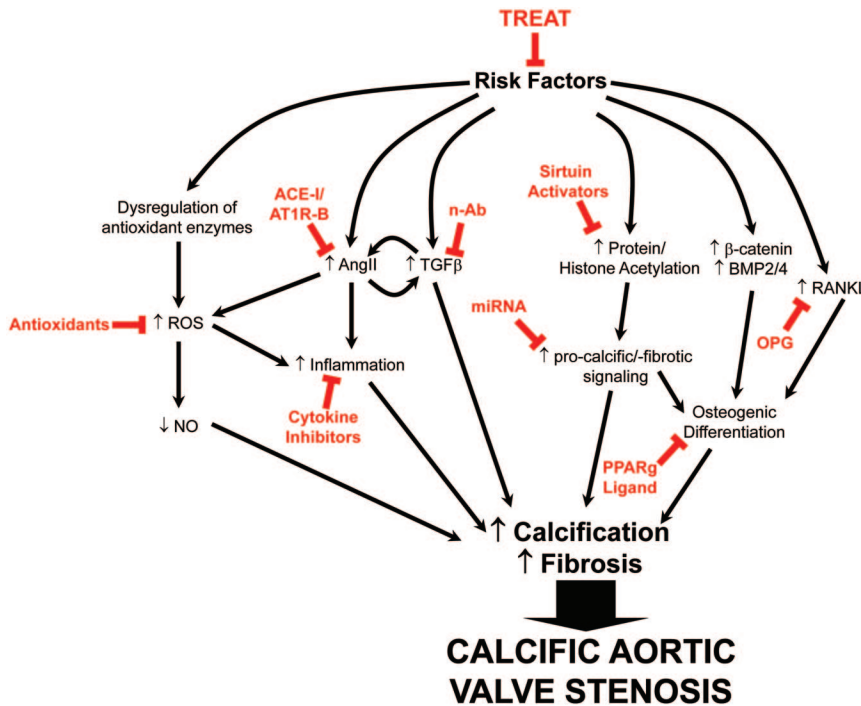 TREAT
Risk Factors
Dysregulation of
antioxidant enzymes
ACE-I/
AT1R-B
n-Ab
Sirtuin
Activators
↑ AngII
↑ TGFβ
↑ Protein/
Histone Acetylation
↑ β-catenin
↑ BMP2/4
↑ RANKL
Antioxidants
↑ ROS
miRNA
OPG
↑ Inflammation
↑ pro-calcific/-fibrotic
signaling
Cytokine
Inhibitors
↓ NO
Osteogenic
Differentiation
PPARg
Ligand
↑ Calcification
↑ Fibrosis
CALCIFIC AORTIC
VALVE STENOSIS